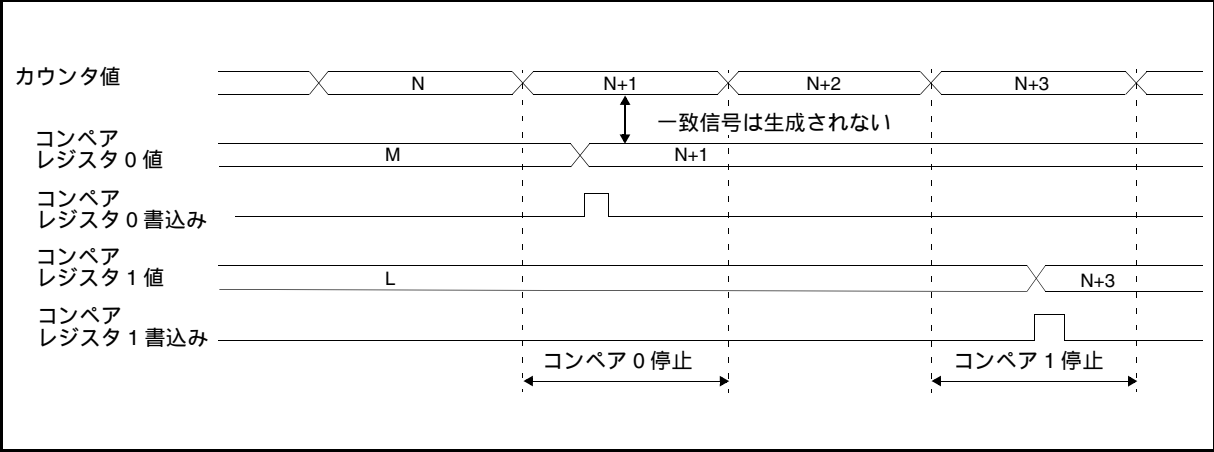 カウンタ値 N N+1 N+2 N+3
一致信号は生成されない
コンペア
レジスタ 0 値 M N+1
コンペア
レジスタ 0 書込み
コンペア
レジスタ 1 値 L N+3
コンペア
レジスタ 1 書込み
コンペア 0 停止 コンペア 1 停止